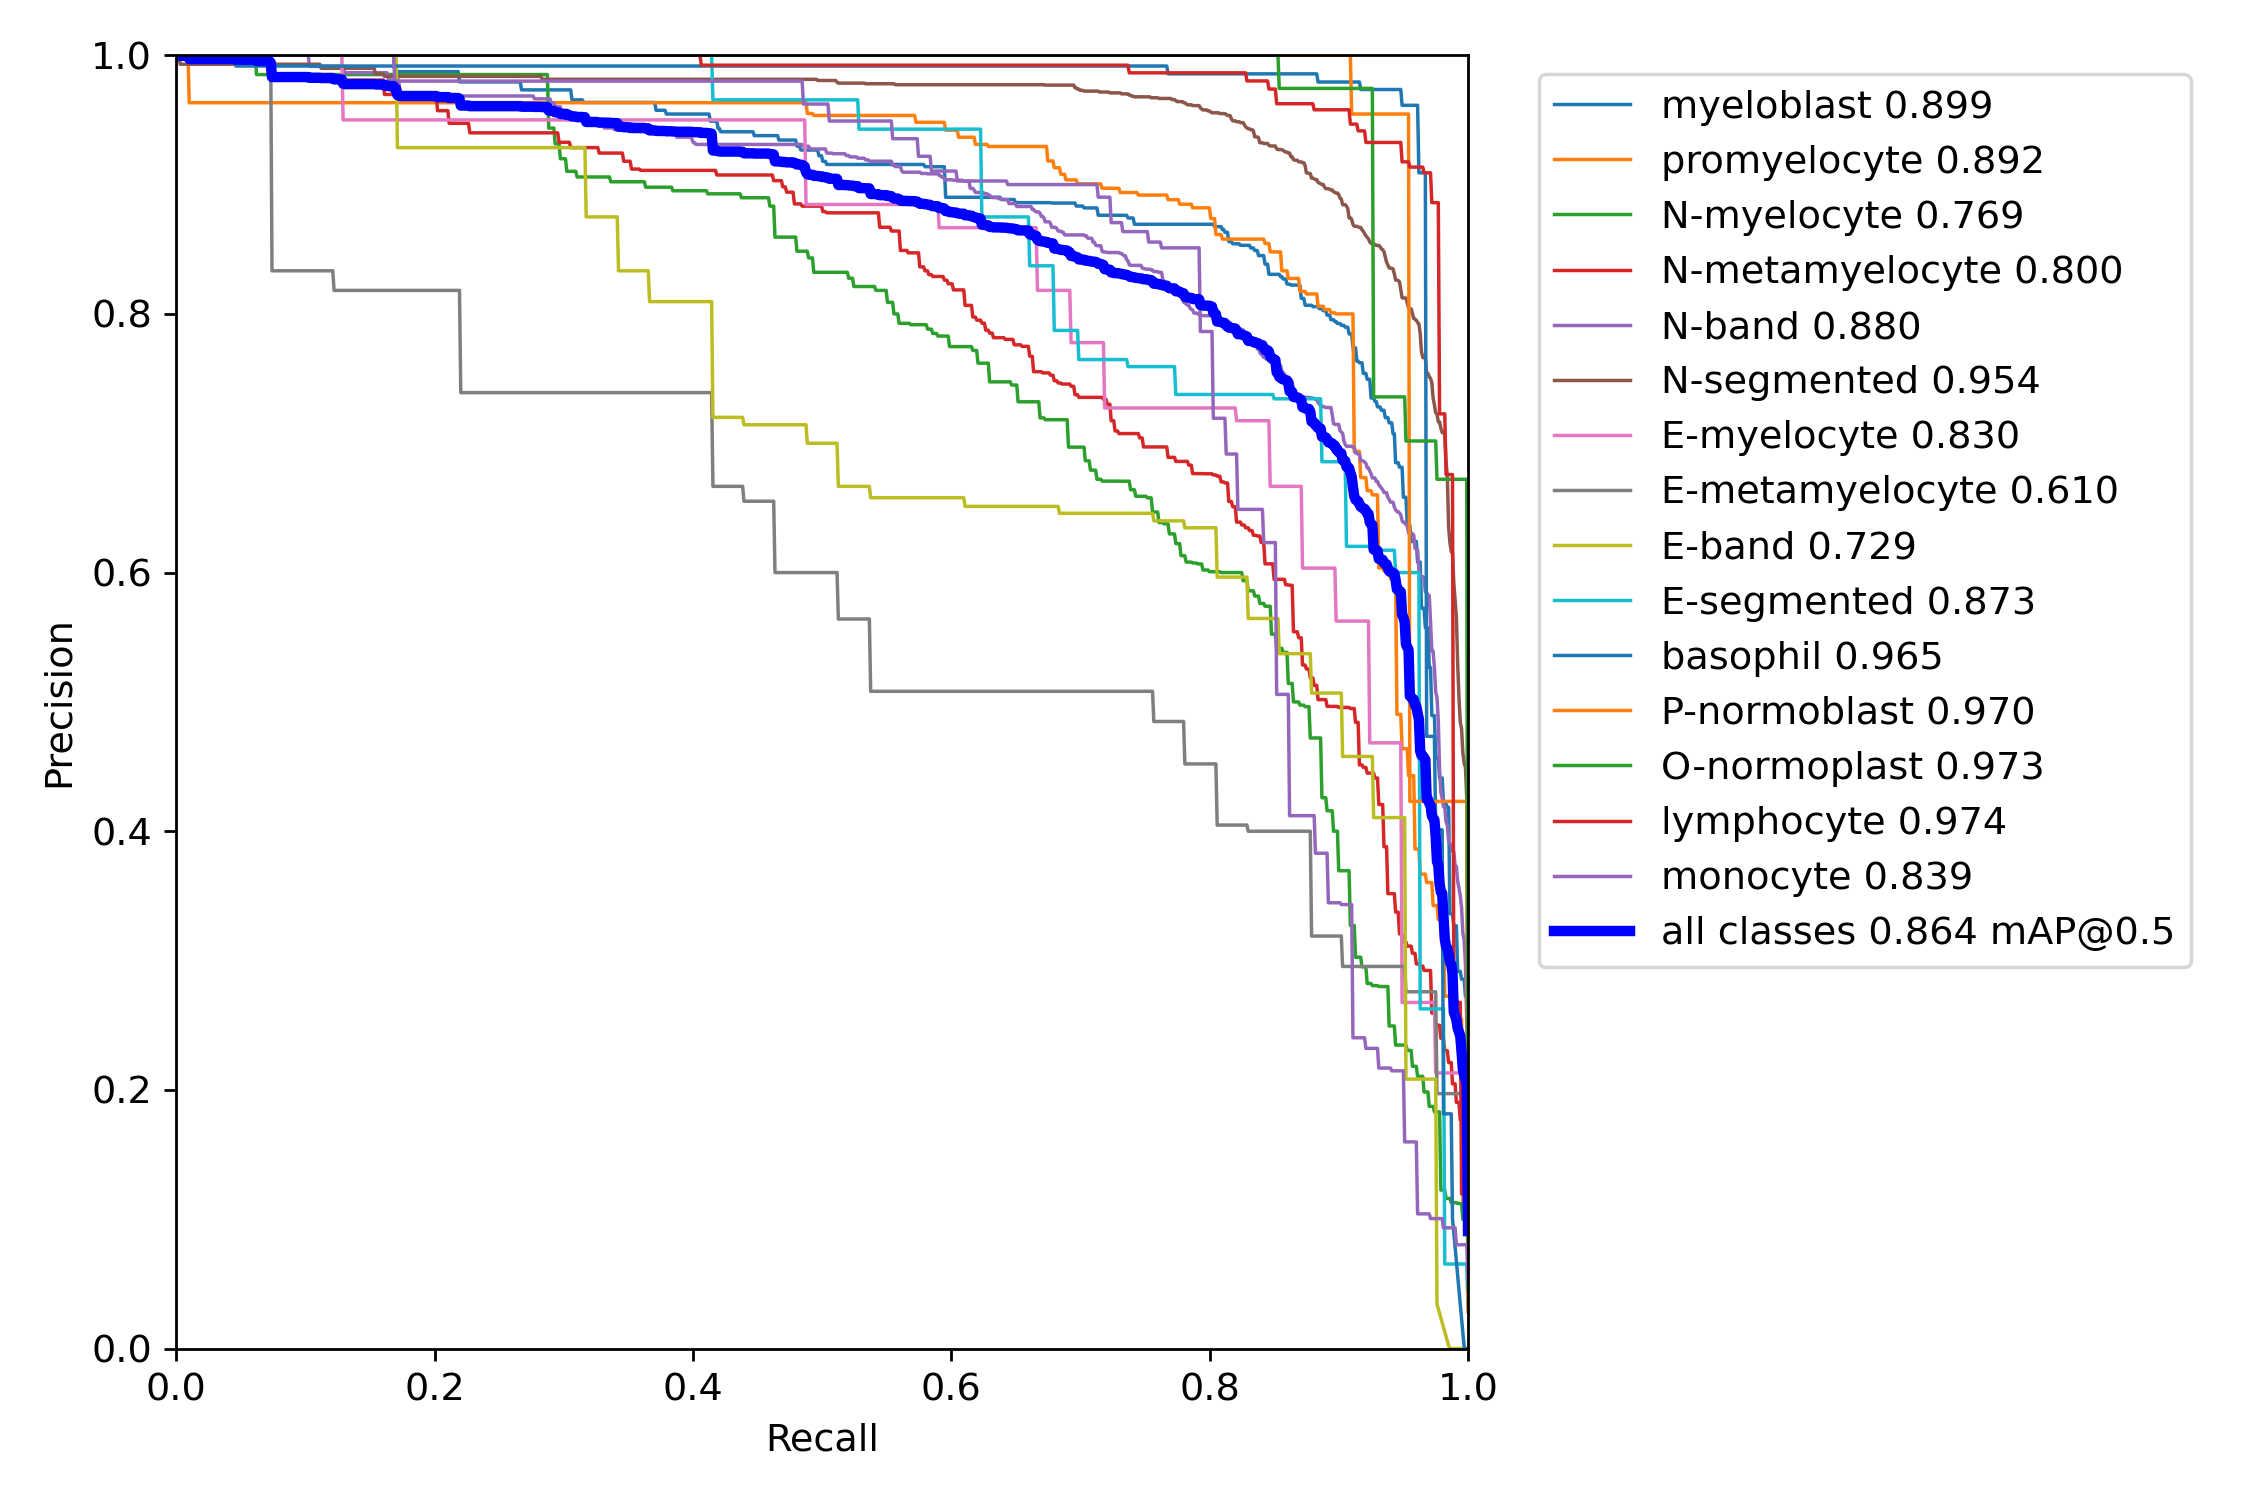 1.0
0.8
0.6
0.4
0.2
0.0
Precision
0.0 0.2 0.4 0.6 0.8 1.0
Recall
myeloblast 0.899
promyelocyte 0.892
N-myelocyte 0.769
N-metamyelocyte 0.800
N-band 0.880
N-segmented 0.954
E-myelocyte 0.830
E-metamyelocyte 0.610
E-band 0.729
E-segmented 0.873
basophil 0.965
P-normoblast 0.970
O-normoplast 0.973
lymphocyte 0.974
monocyte 0.839
all classes 0.864 mAP@0.5